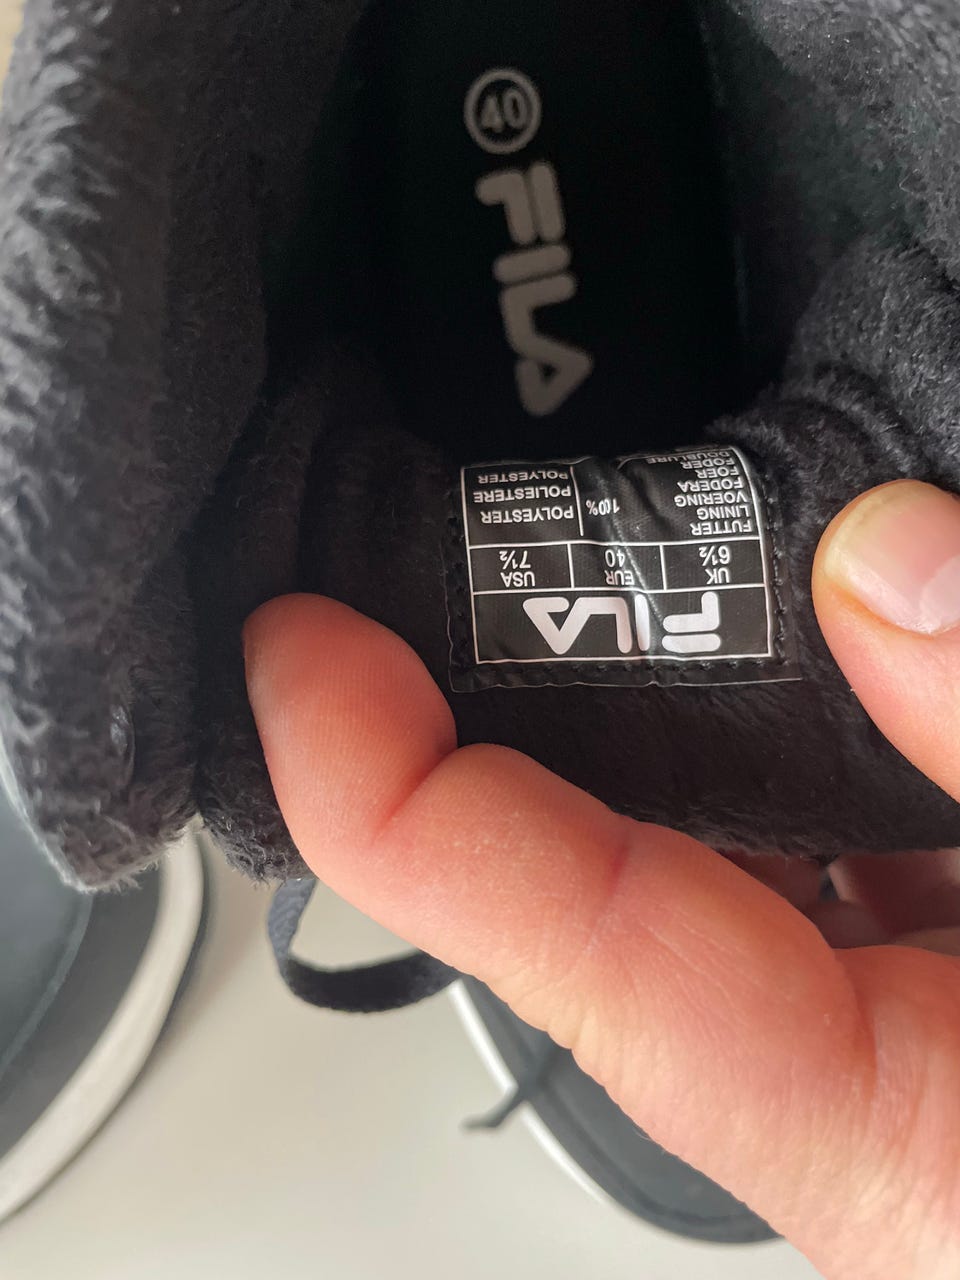 40
FILA
FILA
UK EUR USA
6½ 40 7½
FUTTER
LINING
VOERING
FODERA
FOER
FODER
DOUBLURE
100%
POLYESTER
POLIESTERE
POLYESTER